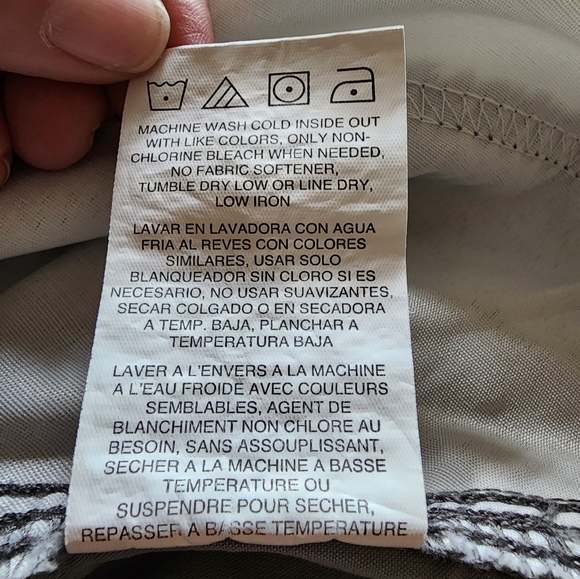 MACHINE WASH COLD INSIDE OUT
WITH LIKE COLORS, ONLY NON-
CHLORINE BLEACH WHEN NEEDED,
NO FABRIC SOFTENER,
TUMBLE DRY LOW OR LINE DRY,
LOW IRON
LAVAR EN LAVADORA CON AGUA
FRIA AL REVES CON COLORES
SIMILARES, USAR SOLO
BLANQUEADOR SIN CLORO SI ES
NECESARIO, NO USAR SUAVIZANTES,
SECAR COLGADO O EN SECADORA
A TEMP. BAJA, PLANCHAR A
TEMPERATURA BAJA
LAVER A L'ENVERS A LA MACHINE
A L'EAU FROIDE AVEC COULEURS
SEMBLABLES, AGENT DE
BLANCHIMENT NON CHLORE AU
BESOIN, SANS ASSOUPLISSANT,
SECHER A LA MACHINE A BASSE
TEMPERATURE OU
SUSPENDRE POUR SECHER,
REPASSER A BASSE TEMPERATURE